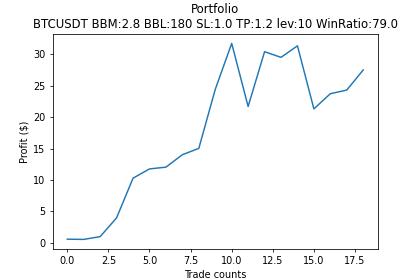 Portfolio
BTCUSDT BBM:2.8 BBL:180 SL:1.0 TP:1.2 lev:10 WinRatio:79.0
30
25
20
15
10
5
0
Profit ($)
0.0 2.5 5.0 7.5 10.0 12.5 15.0 17.5
Trade counts